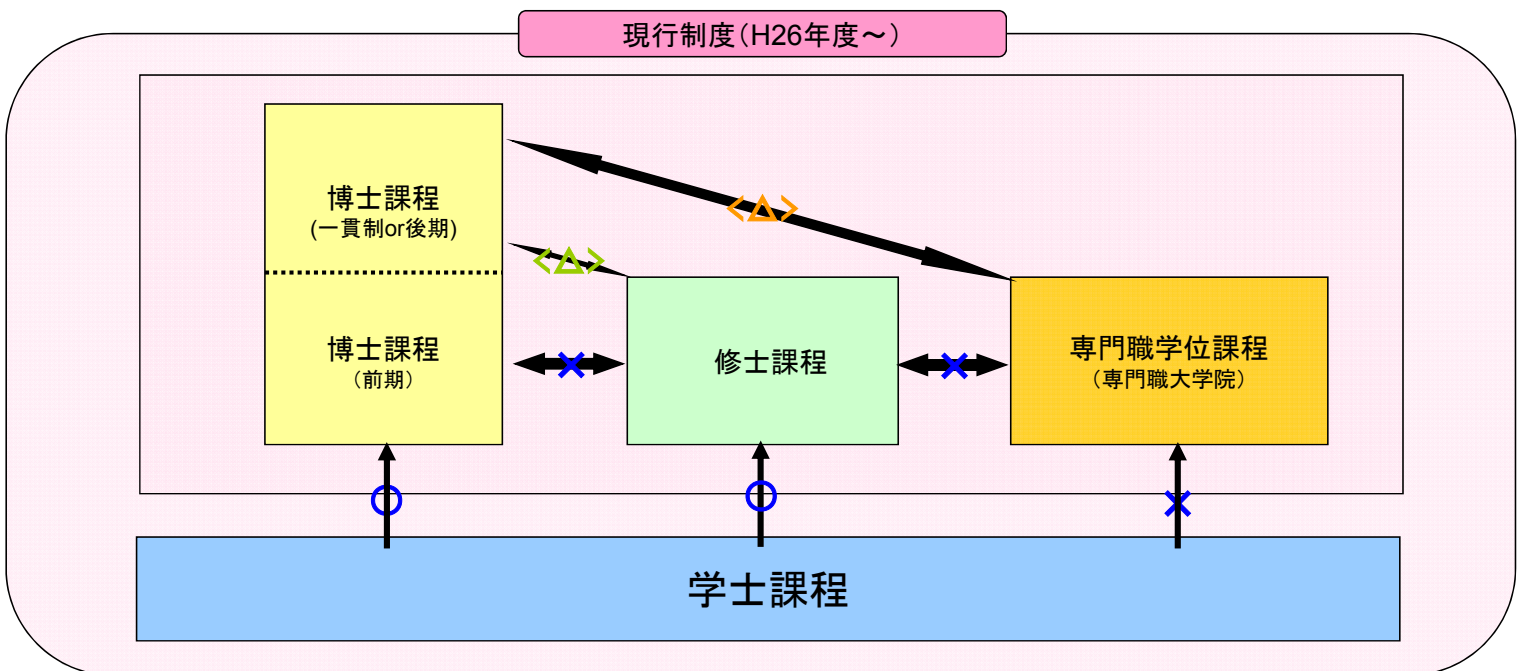 現行制度(H26年度～)
博士課程
(一貫制or後期)
<△>
<△>
博士課程
（前期）
×
修士課程
×
専門職学位課程
（専門職大学院）
○
○
×
学士課程